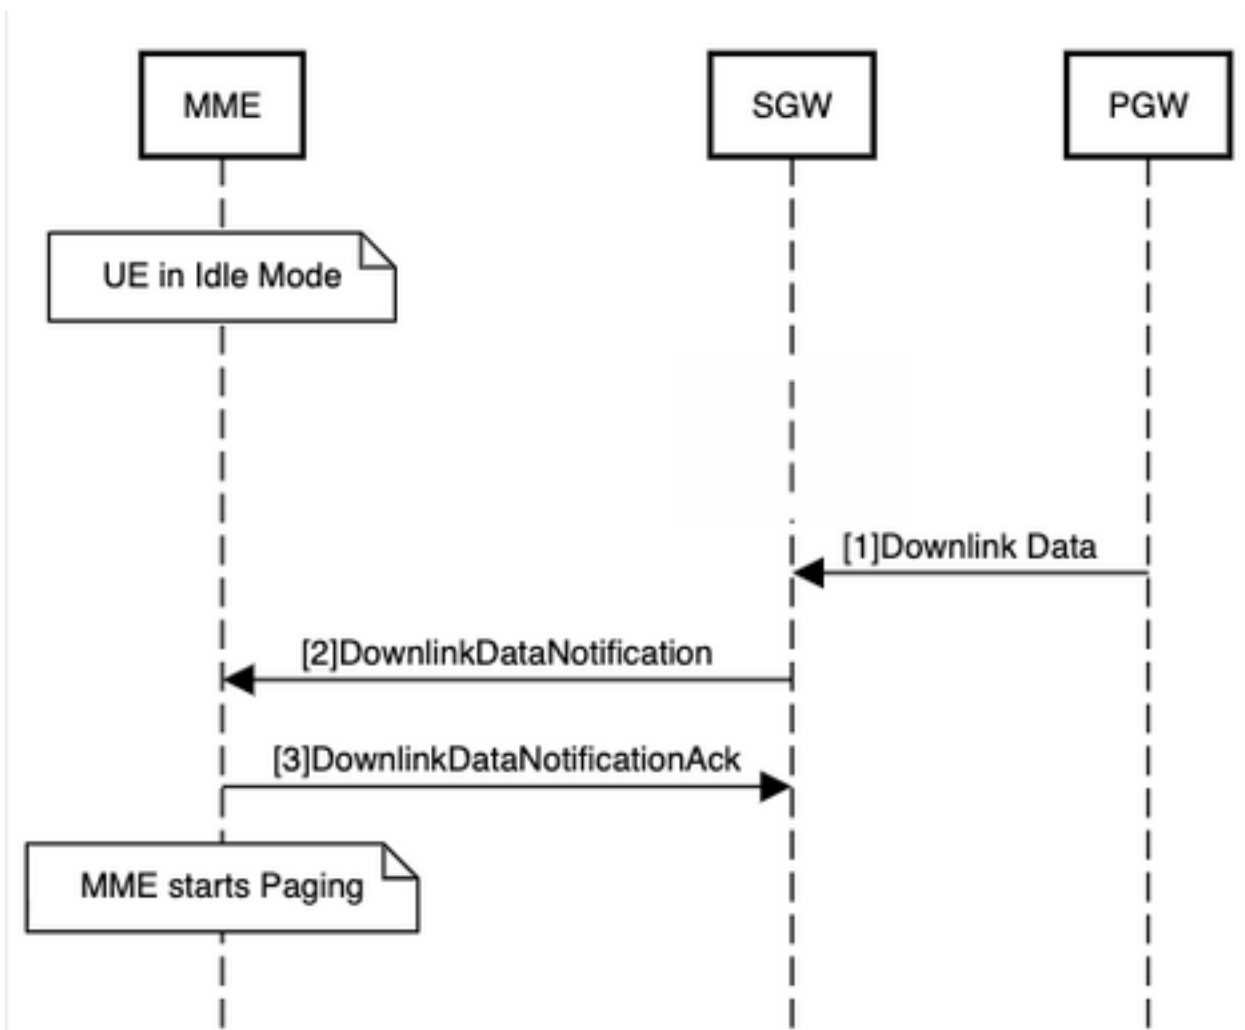 MME
SGW
PGW
UE in Idle Mode
[1]Downlink Data
[2]DownlinkDataNotification
[3]DownlinkDataNotificationAck
MME starts Paging